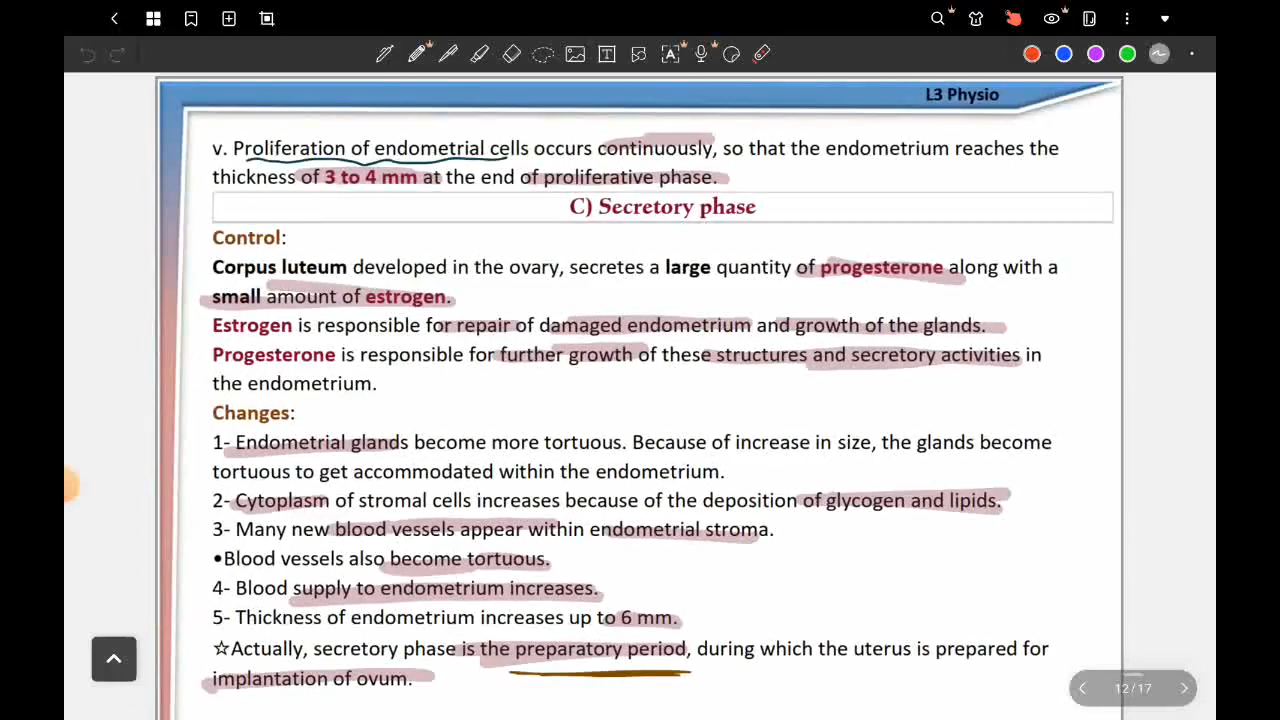 L3 Physio
v. Proliferation of endometrial cells occurs continuously, so that the endometrium reaches the
thickness of 3 to 4 mm at the end of proliferative phase.
C) Secretory phase
Control:
Corpus luteum developed in the ovary, secretes a large quantity of progesterone along with a
small amount of estrogen.
Estrogen is responsible for repair of damaged endometrium and growth of the glands.
Progesterone is responsible for further growth of these structures and secretory activities in
the endometrium.
Changes:
1- Endometrial glands become more tortuous. Because of increase in size, the glands become
tortuous to get accommodated within the endometrium.
2- Cytoplasm of stromal cells increases because of the deposition of glycogen and lipids.
3- Many new blood vessels appear within endometrial stroma.
•Blood vessels also become tortuous.
4- Blood supply to endometrium increases.
5- Thickness of endometrium increases up to 6 mm.
☆Actually, secretory phase is the preparatory period, during which the uterus is prepared for
implantation of ovum.
12/17